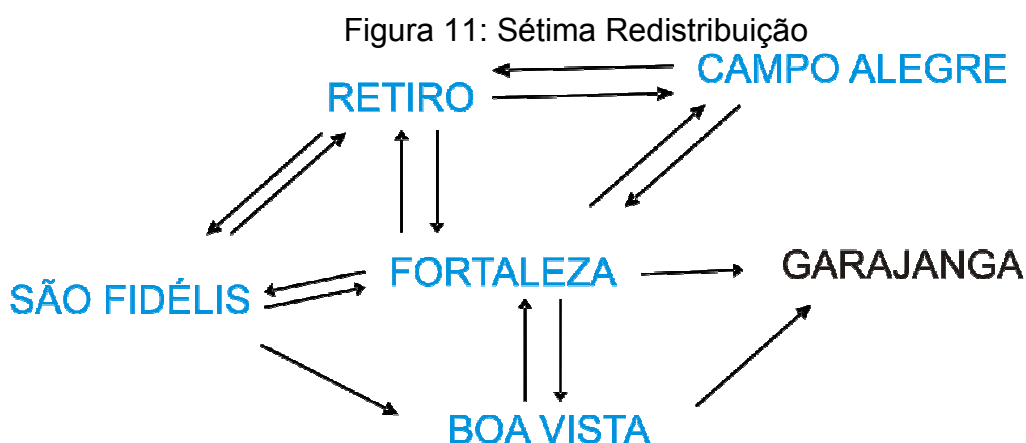 Figura 11: Sétima Redistribuição
CAMPO ALEGRE
RETIRO
FORTALEZA
GARAJANGA
SÃO FIDÉLIS
BOA VISTA